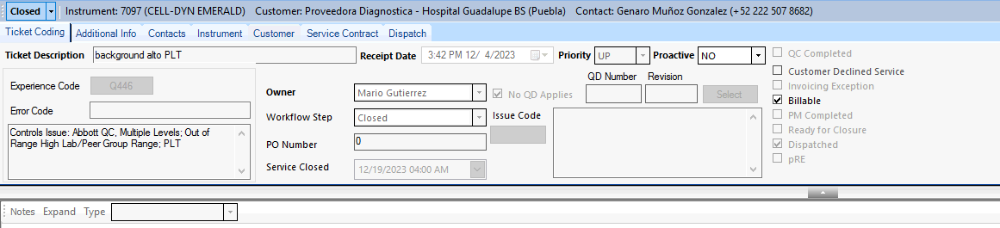 Closed Instrument: 7097 (CELL-DYN EMERALD) Customer: Proveedora Diagnostica - Hospital Guadalupe BS (Puebla) Contact: Genaro Muñoz Gonzalez (+52 222 507 8682)
Ticket Coding Additional Info Contacts Instrument Customer Service Contract Dispatch
Ticket Description background alto PLT Receipt Date 3:42 PM 12/ 4/2023 Priority UP Proactive NO
QC Completed
Customer Declined Service
Invoicing Exception
Billable
PM Completed
Ready for Closure
Dispatched
pRE
Experience Code Q446
Error Code
Controls Issue: Abbott QC, Multiple Levels; Out of
Range High Lab/Peer Group Range; PLT
Owner Mario Gutierrez
Workflow Step Closed
PO Number 0
Service Closed 12/19/2023 04:00 AM
No QD Applies
QD Number Revision
Select
Issue Code
Notes Expand Type